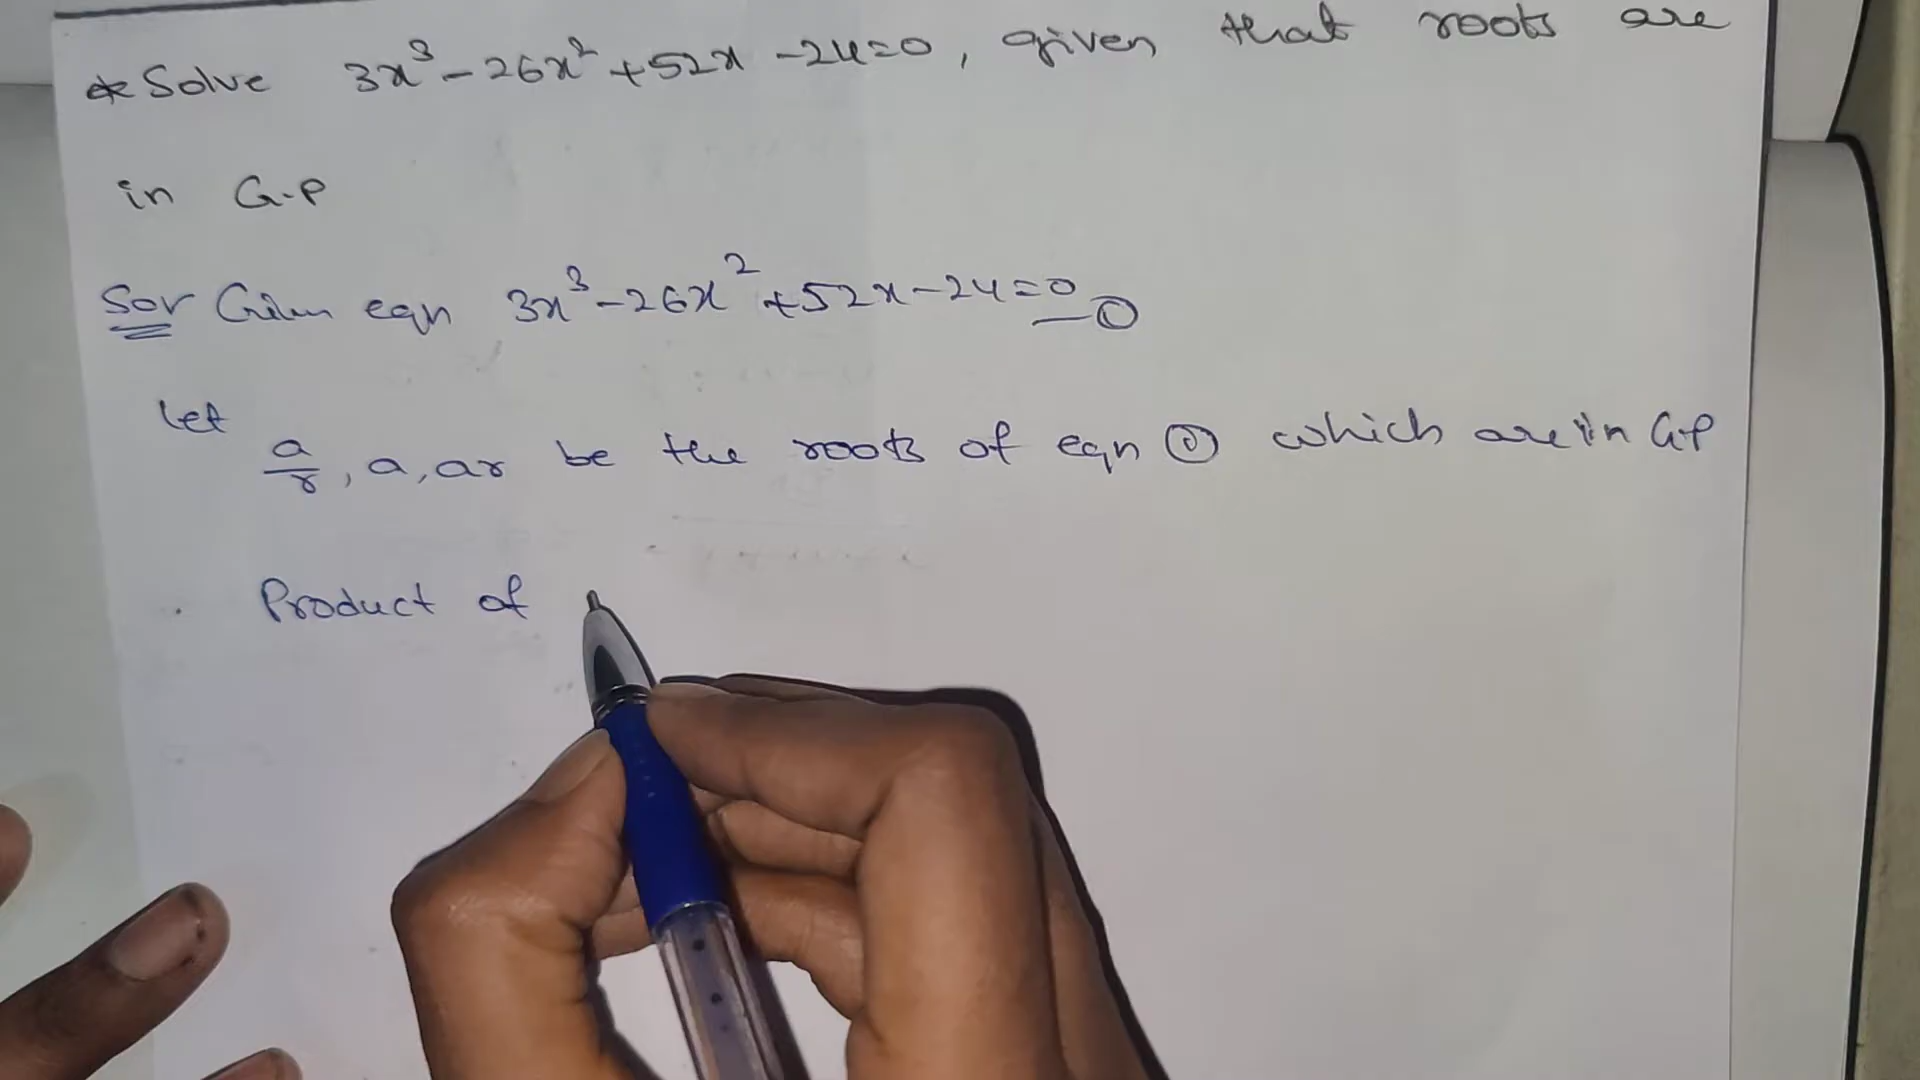 * Solve 3x³ - 26x² + 52x - 24 = 0, given that roots are
in G.P
Sol Given eqn 3x³ - 26x² + 52x - 24 = 0 — ①
Let a/r, a, ar be the roots of eqn ① which are in G.P
Product of